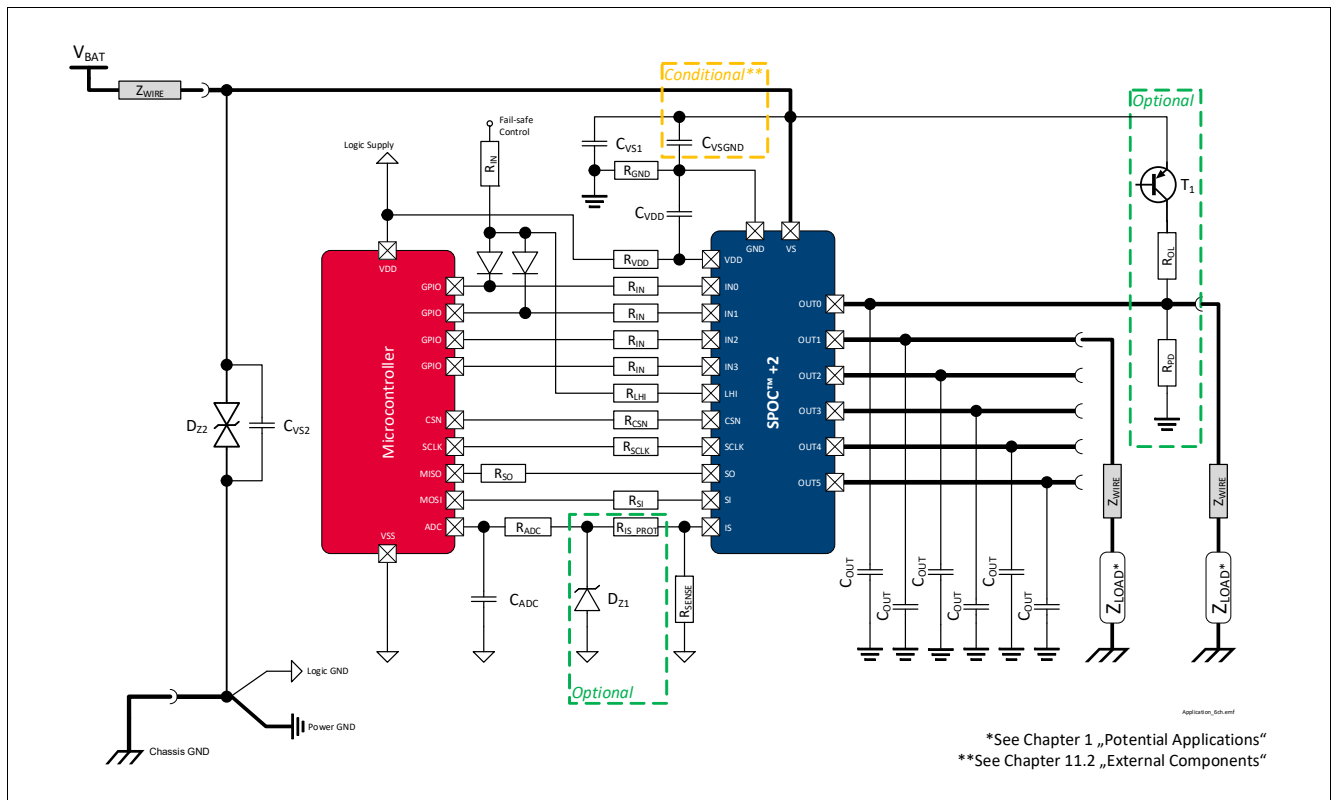 VBAT
ZWIRE
Conditional**
Optional
Fail-safe
Control
Logic Supply
RIN
CVS1
CVSGND
RGND
CVDD
T1
ROL
RPD
GND
VS
VDD
RVDD
VDD
GPIO
RIN
IN0
GPIO
RIN
IN1
GPIO
RIN
IN2
GPIO
RIN
IN3
RLHI
LHI
CSN
RCSN
CSN
SCLK
RSCLK
SCLK
MISO
RSO
SO
MOSI
RSI
SI
ADC
RADC
RIS_PROT
IS
VSS
Microcontroller
SPOC™ +2
OUT0
OUT1
OUT2
OUT3
OUT4
OUT5
DZ2
CVS2
CADC
DZ1
RSENSE
Optional
COUT
COUT
COUT
COUT
COUT
COUT
ZWIRE
ZWIRE
ZLOAD*
ZLOAD*
Logic GND
Power GND
Chassis GND
Application_6ch.emf
*See Chapter 1 „Potential Applications“
**See Chapter 11.2 „External Components“